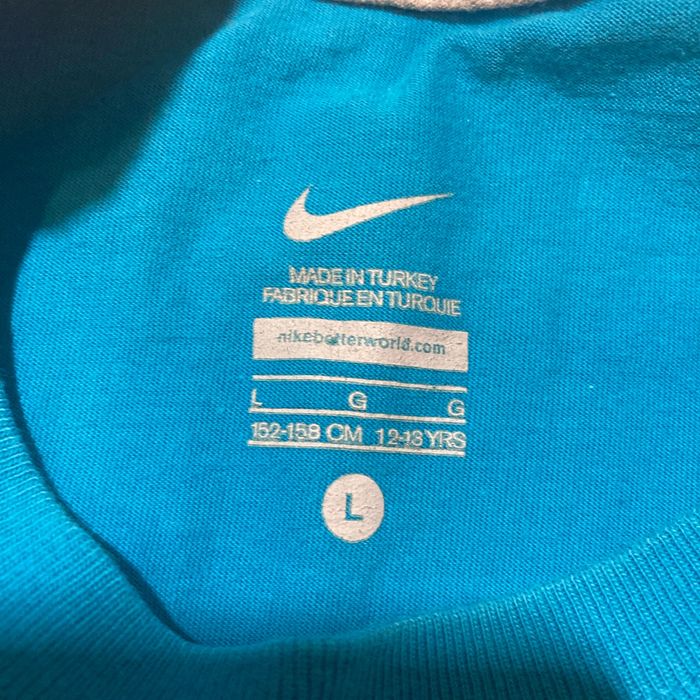 MADE IN TURKEY
FABRIQUE EN TURQUIE
nikebetterworld.com
L G G
152-158 CM 12-13 YRS
L